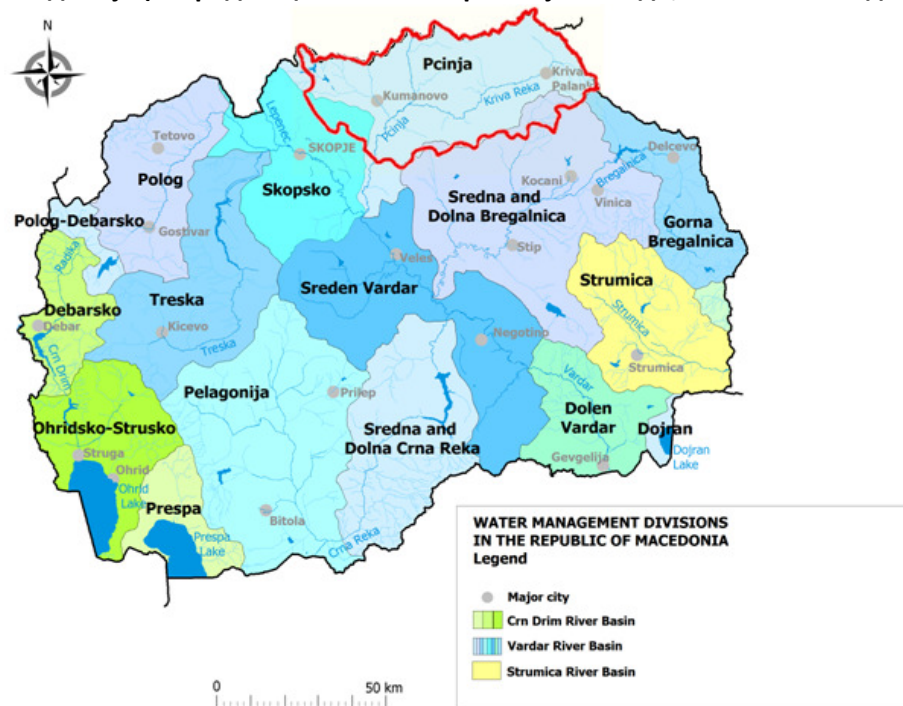 N
Pcinja
Kriva
Palanka
Kumanovo
Kriva Reka
Pcinja
Lepenec
Tetovo
SKOPJE
Delcevo
Polog
Kocani
Bregalnica
Skopsko
Sredna and
Dolna Bregalnica
Vinica
Polog-Debarsko
Gostivar
Gorna
Bregalnica
Stip
Radika
Veles
Strumica
Sreden Vardar
Treska
Debarsko
Strumica
Debar
Kicevo
Negotino
Treska
Crn Drim
Strumica
Pelagonija
Prilep
Vardar
Dolen
Vardar
Ohridsko-Strusko
Sredna and
Dolna Crna Reka
Dojran
Struga
Dojran
Lake
Ohrid
Gevgelija
Ohrid
Lake
Prespa
Bitola
Prespa
Lake
Crna Reka
WATER MANAGEMENT DIVISIONS
IN THE REPUBLIC OF MACEDONIA
Legend
Major city
Crn Drim River Basin
Vardar River Basin
Strumica River Basin
0 50 km